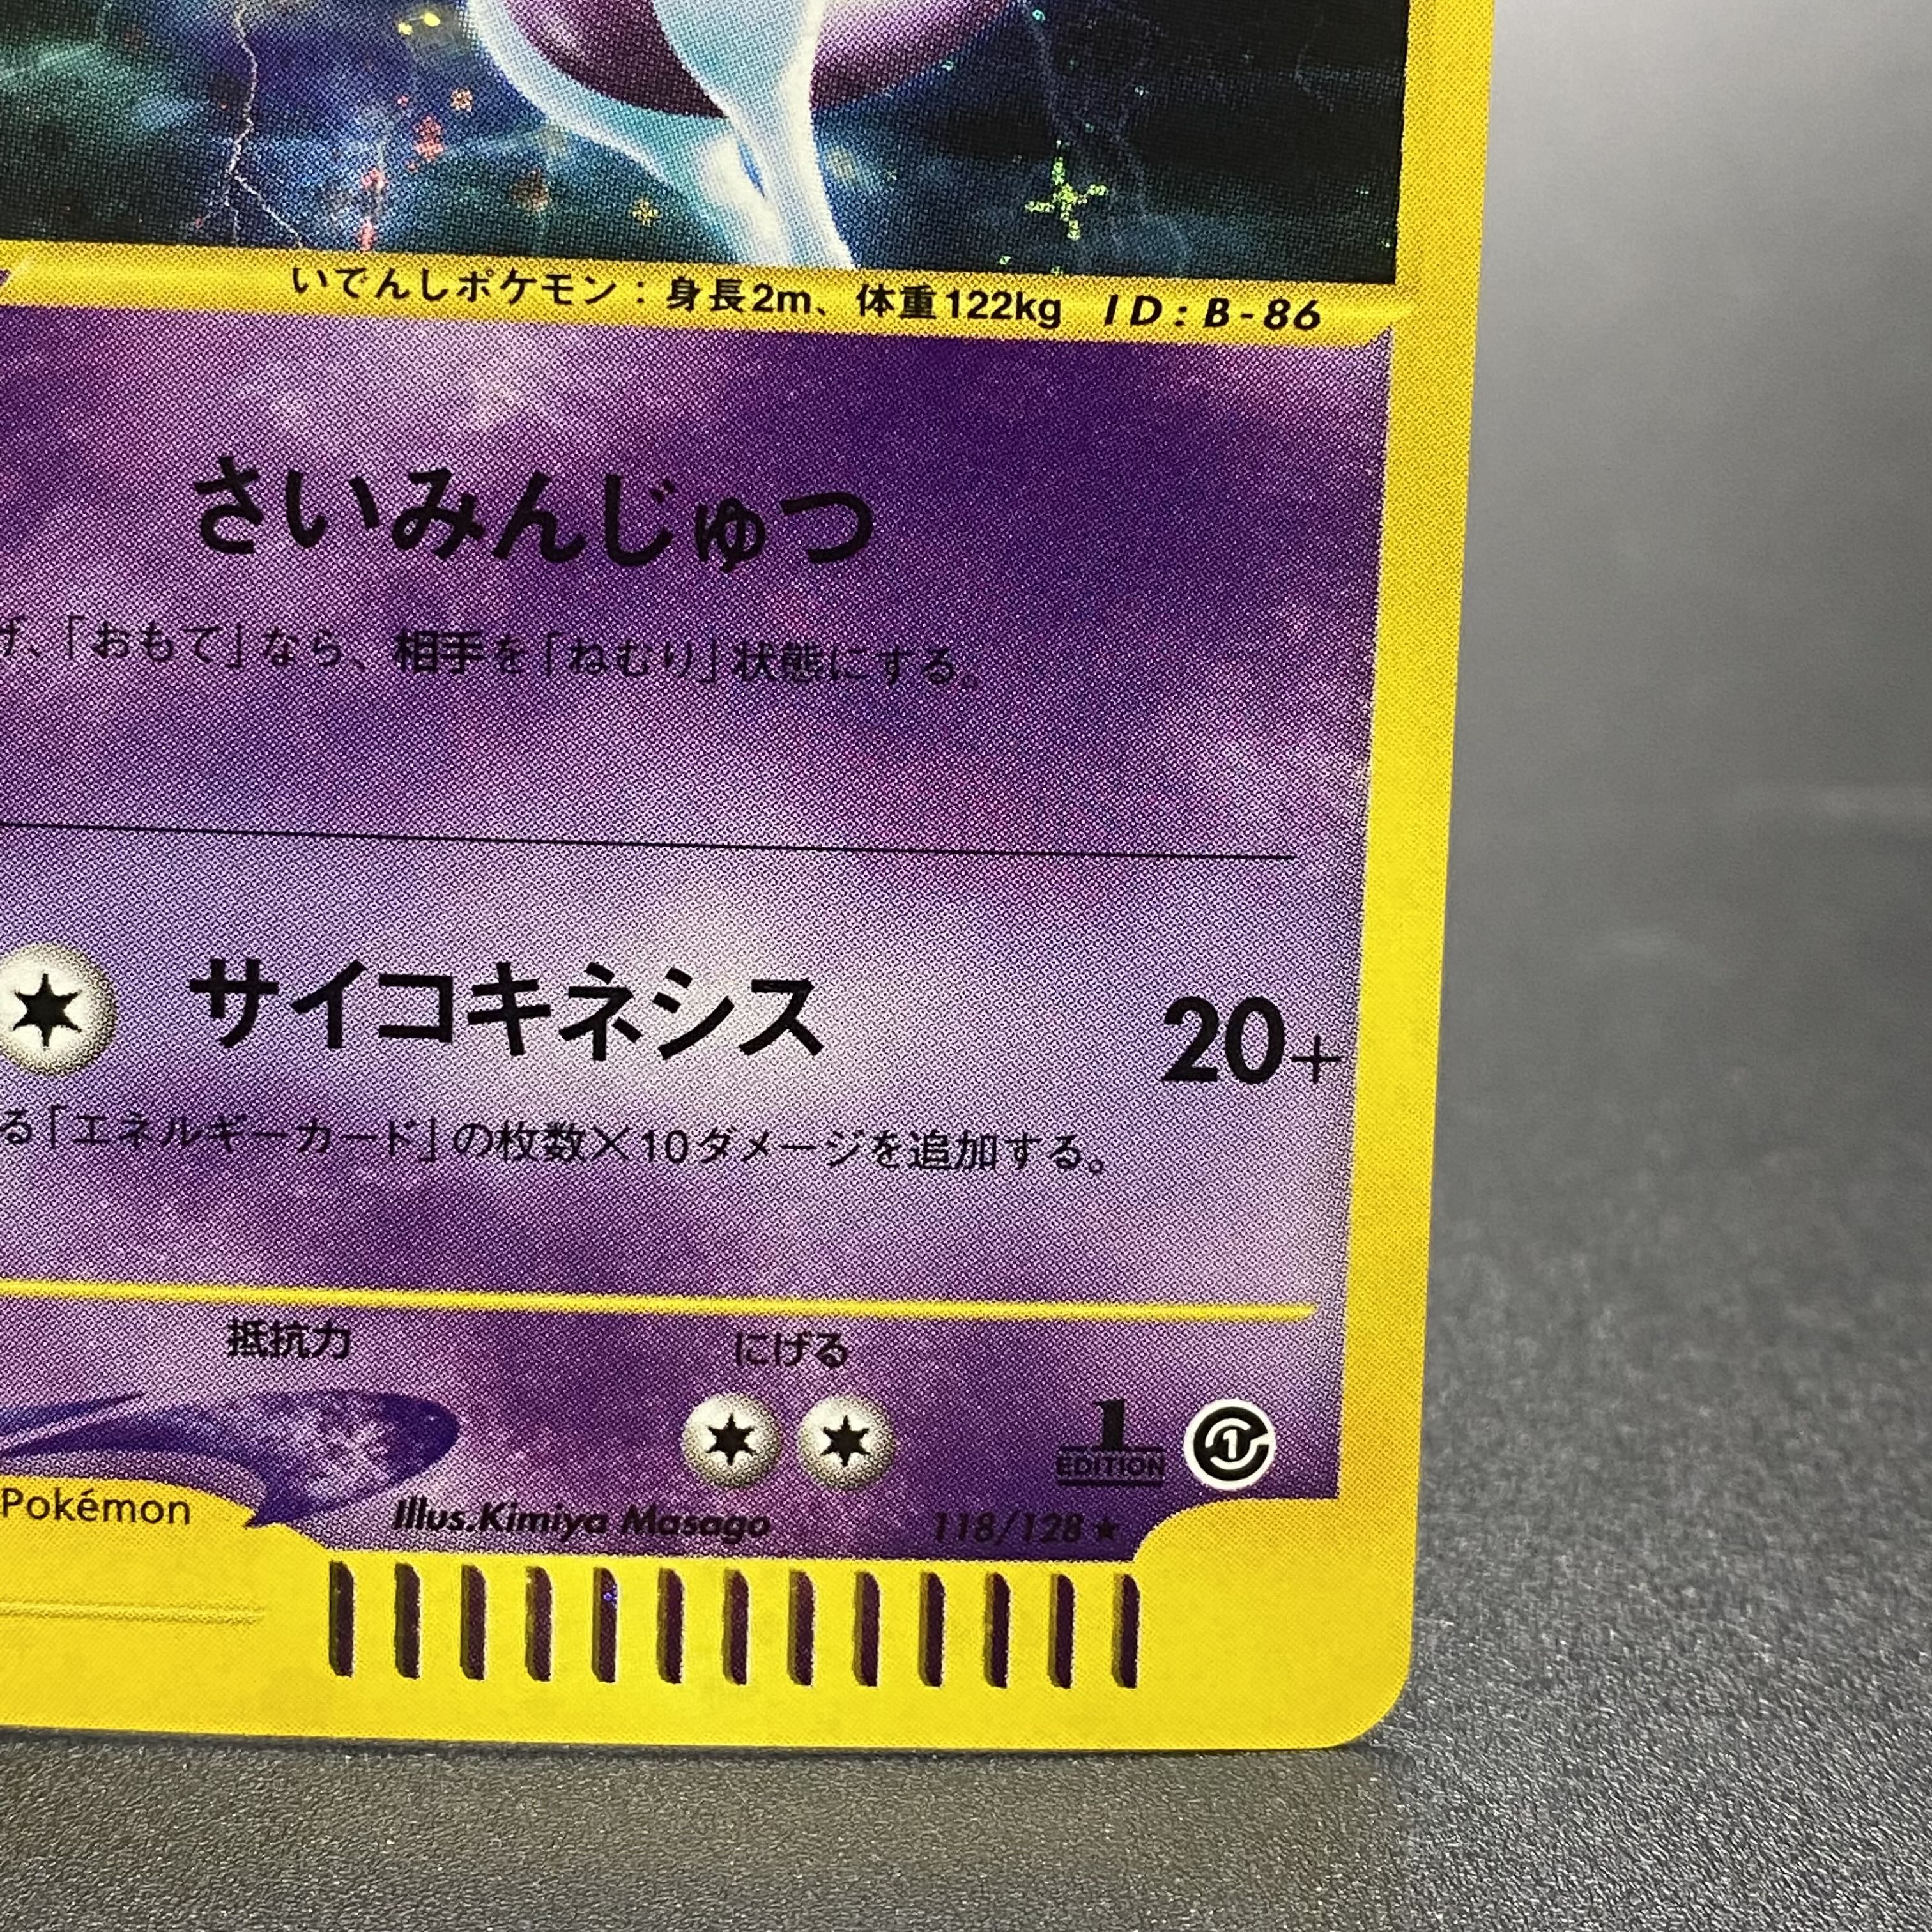 いでんしポケモン：身長2m、体重122kg ID:B-86
さいみんじゅつ
げ、「おもて」なら、相手を「ねむり」状態にする。
サイコキネシス 20+
る「エネルギーカード」の枚数×10ダメージを追加する。
抵抗力 にげる
1
EDITION
1
Pokémon Illus.Kimiya Masago 118/128★